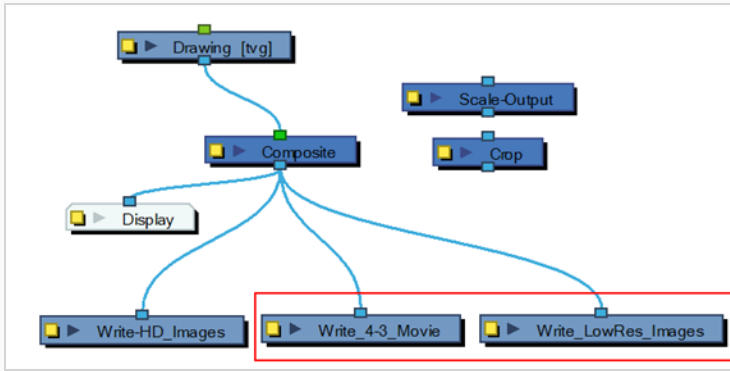 Drawing [tvg]
Scale-Output
Composite
Crop
Display
Write-HD_Images
Write_4-3_Movie
Write_LowRes_Images